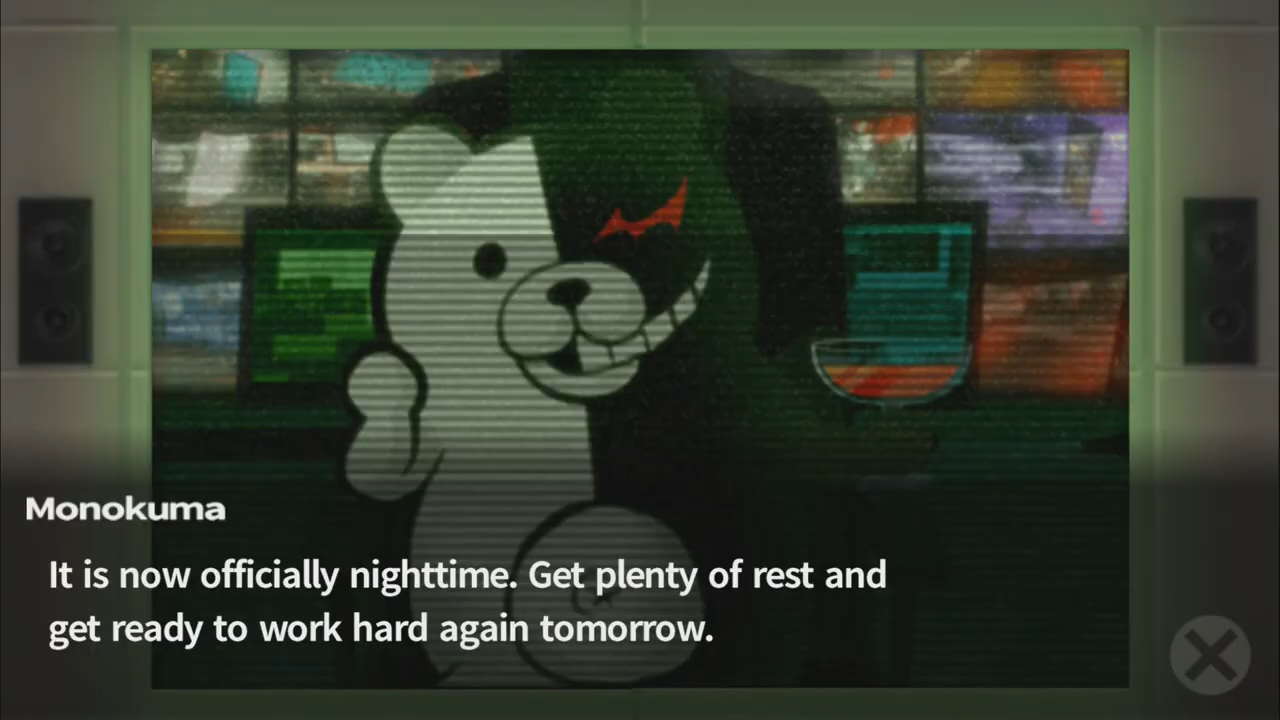 Monokuma
It is now officially nighttime. Get plenty of rest and
get ready to work hard again tomorrow.